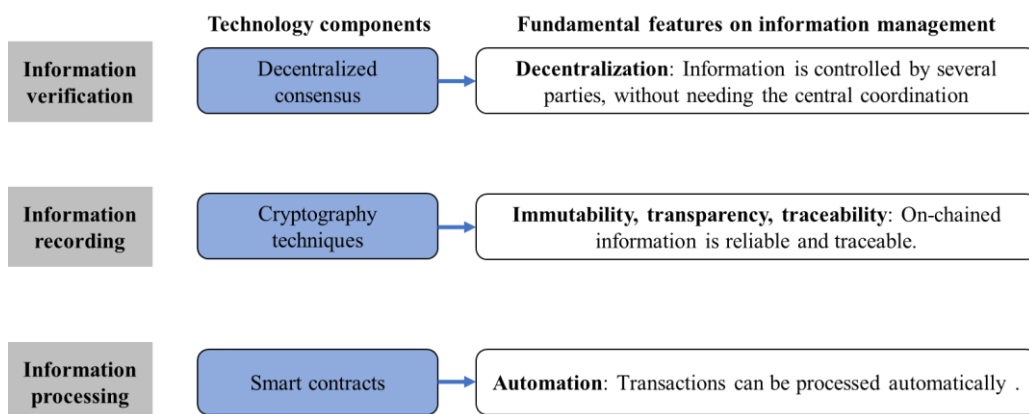 Technology components
Fundamental features on information management
Information
verification
Decentralized
consensus
Decentralization: Information is controlled by several
parties, without needing the central coordination
Information
recording
Cryptography
techniques
Immutability, transparency, traceability: On-chained
information is reliable and traceable.
Information
processing
Smart contracts
Automation: Transactions can be processed automatically .